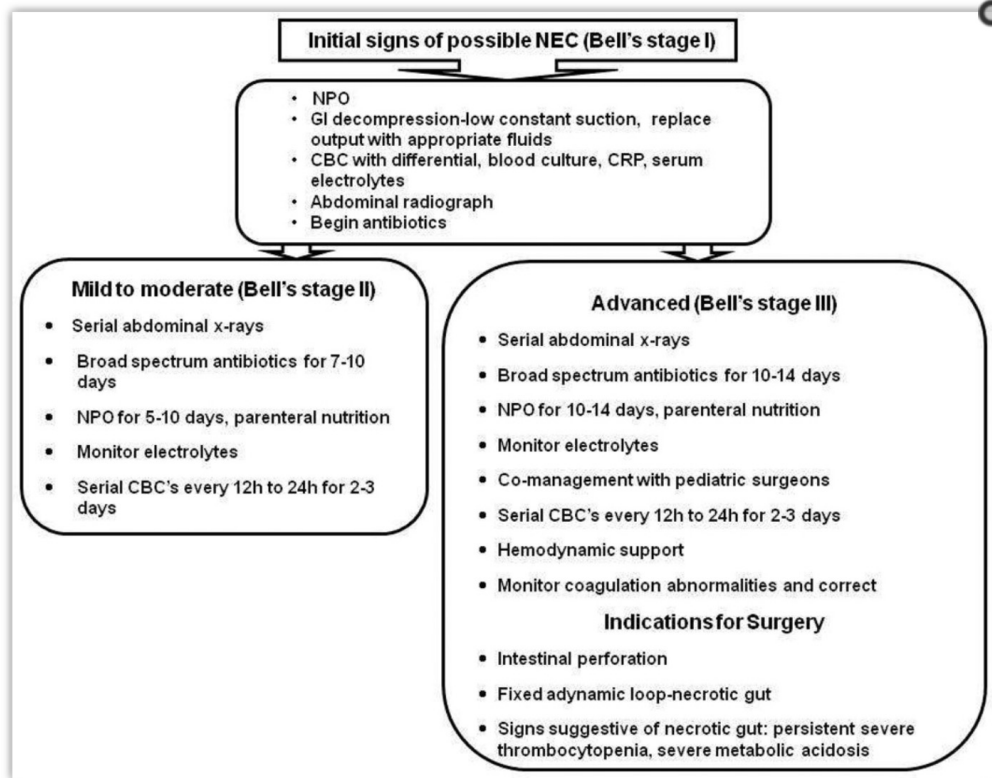 Initial signs of possible NEC (Bell's stage I)
• NPO
• GI decompression-low constant suction, replace
output with appropriate fluids
• CBC with differential, blood culture, CRP, serum
electrolytes
• Abdominal radiograph
• Begin antibiotics
Mild to moderate (Bell's stage II)
• Serial abdominal x-rays
• Broad spectrum antibiotics for 7-10
days
• NPO for 5-10 days, parenteral nutrition
• Monitor electrolytes
• Serial CBC's every 12h to 24h for 2-3
days
Advanced (Bell's stage III)
• Serial abdominal x-rays
• Broad spectrum antibiotics for 10-14 days
• NPO for 10-14 days, parenteral nutrition
• Monitor electrolytes
• Co-management with pediatric surgeons
• Serial CBC's every 12h to 24h for 2-3 days
• Hemodynamic support
• Monitor coagulation abnormalities and correct
Indications for Surgery
• Intestinal perforation
• Fixed adynamic loop-necrotic gut
• Signs suggestive of necrotic gut: persistent severe
thrombocytopenia, severe metabolic acidosis